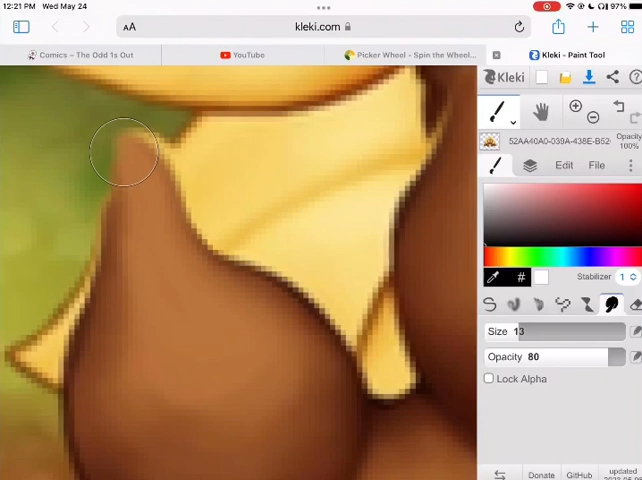 12:21 PM Wed May 24
97%
AA
kleki.com
Comics – The Odd 1s Out
YouTube
Picker Wheel - Spin the Wheel...
Kleki - Paint Tool
Kleki
52AA40A0-039A-438E-B52
Opacity
100%
Edit
File
#
Stabilizer
1
Size 13
Opacity 80
Lock Alpha
Donate
GitHub
updated